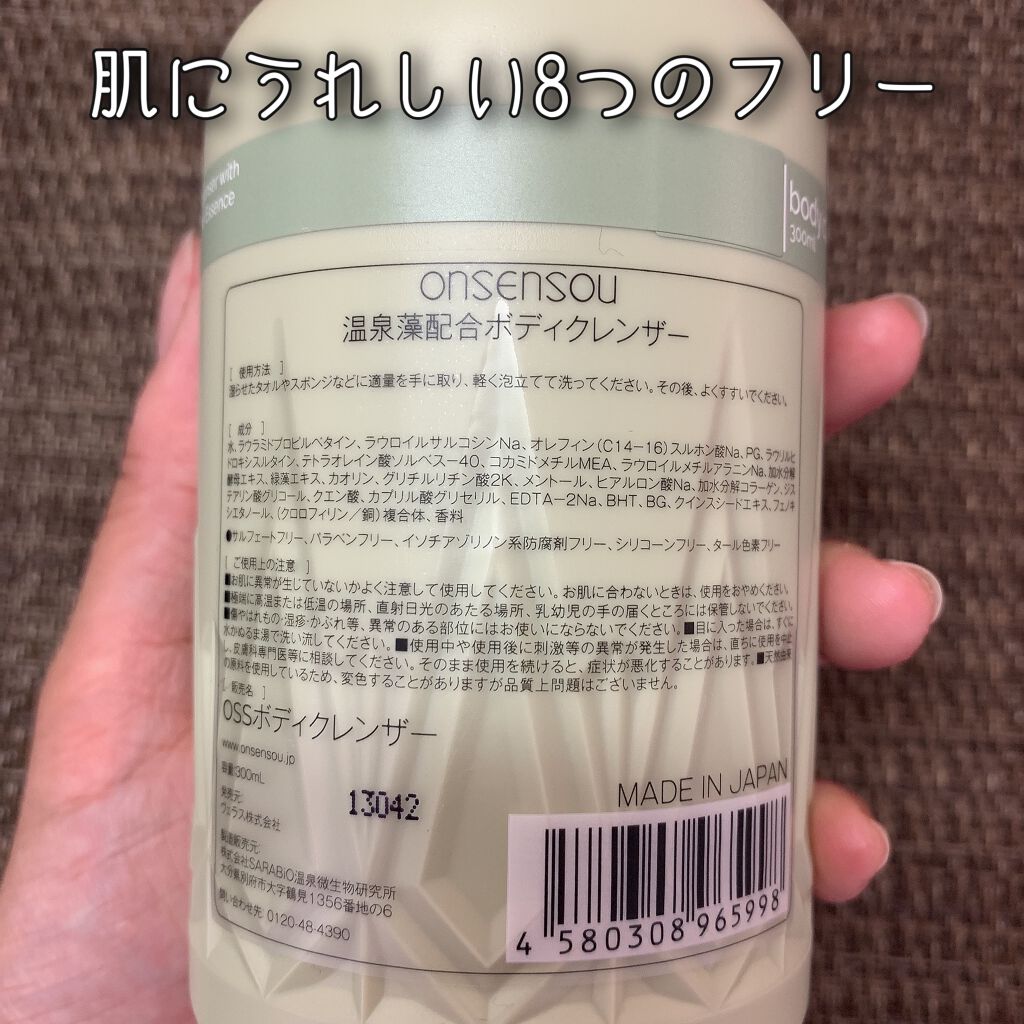 肌にうれしい8つのフリー
with
Essence
body
300mL
onsensou
温泉藻配合ボディクレンザー
[ 使用方法 ]
湿らせたタオルやスポンジなどに適量を手に取り、軽く泡立てて洗ってください。その後、よくすすいでください。
[ 成分 ]
水、ラウラミドプロピルベタイン、ラウロイルサルコシンNa、オレフィン(C14-16)スルホン酸Na、PG、ラウリルヒ
ドロキシスルタイン、テトラオレイン酸ソルベス-40、コカミドメチルMEA、ラウロイルメチルアラニンNa、加水分解
酵母エキス、緑藻エキス、カオリン、グリチルリチン酸2K、メントール、ヒアルロン酸Na、加水分解コラーゲン、ジス
テアリン酸グリコール、クエン酸、カプリル酸グリセリル、EDTA-2Na、BHT、BG、クインスシードエキス、フェノキ
シエタノール、(クロロフィリン/銅)複合体、香料
●サルフェートフリー、パラベンフリー、イソチアゾリノン系防腐剤フリー、シリコーンフリー、タール色素フリー
[ ご使用上の注意 ]
■お肌に異常が生じていないかよく注意して使用してください。お肌に合わないときは、使用をおやめください。
■極端に高温または低温の場所、直射日光のあたる場所、乳幼児の手の届くところには保管しないでください。
■傷やはれもの・湿疹・かぶれ等、異常のある部位にはお使いにならないでください。■目に入った場合は、すぐに
水かぬるま湯で洗い流してください。■使用中や使用後に刺激等の異常が発生した場合は、直ちに使用を中止
し、皮膚科専門医等に相談してください。そのまま使用を続けると、症状が悪化することがあります。■天然由来
の原料を使用しているため、変色することがありますが品質上問題はございません。
[ 販売名 ]
OSSボディクレンザー
www.onsensou.jp
容量:300mL
発売元:
ヴェラス株式会社
製造販売元:
株式会社SARABiO温泉微生物研究所
大分県別府市大字鶴見1356番地の6
問い合わせ先: 0120-48-4390
13042
MADE IN JAPAN
4 580308 965998